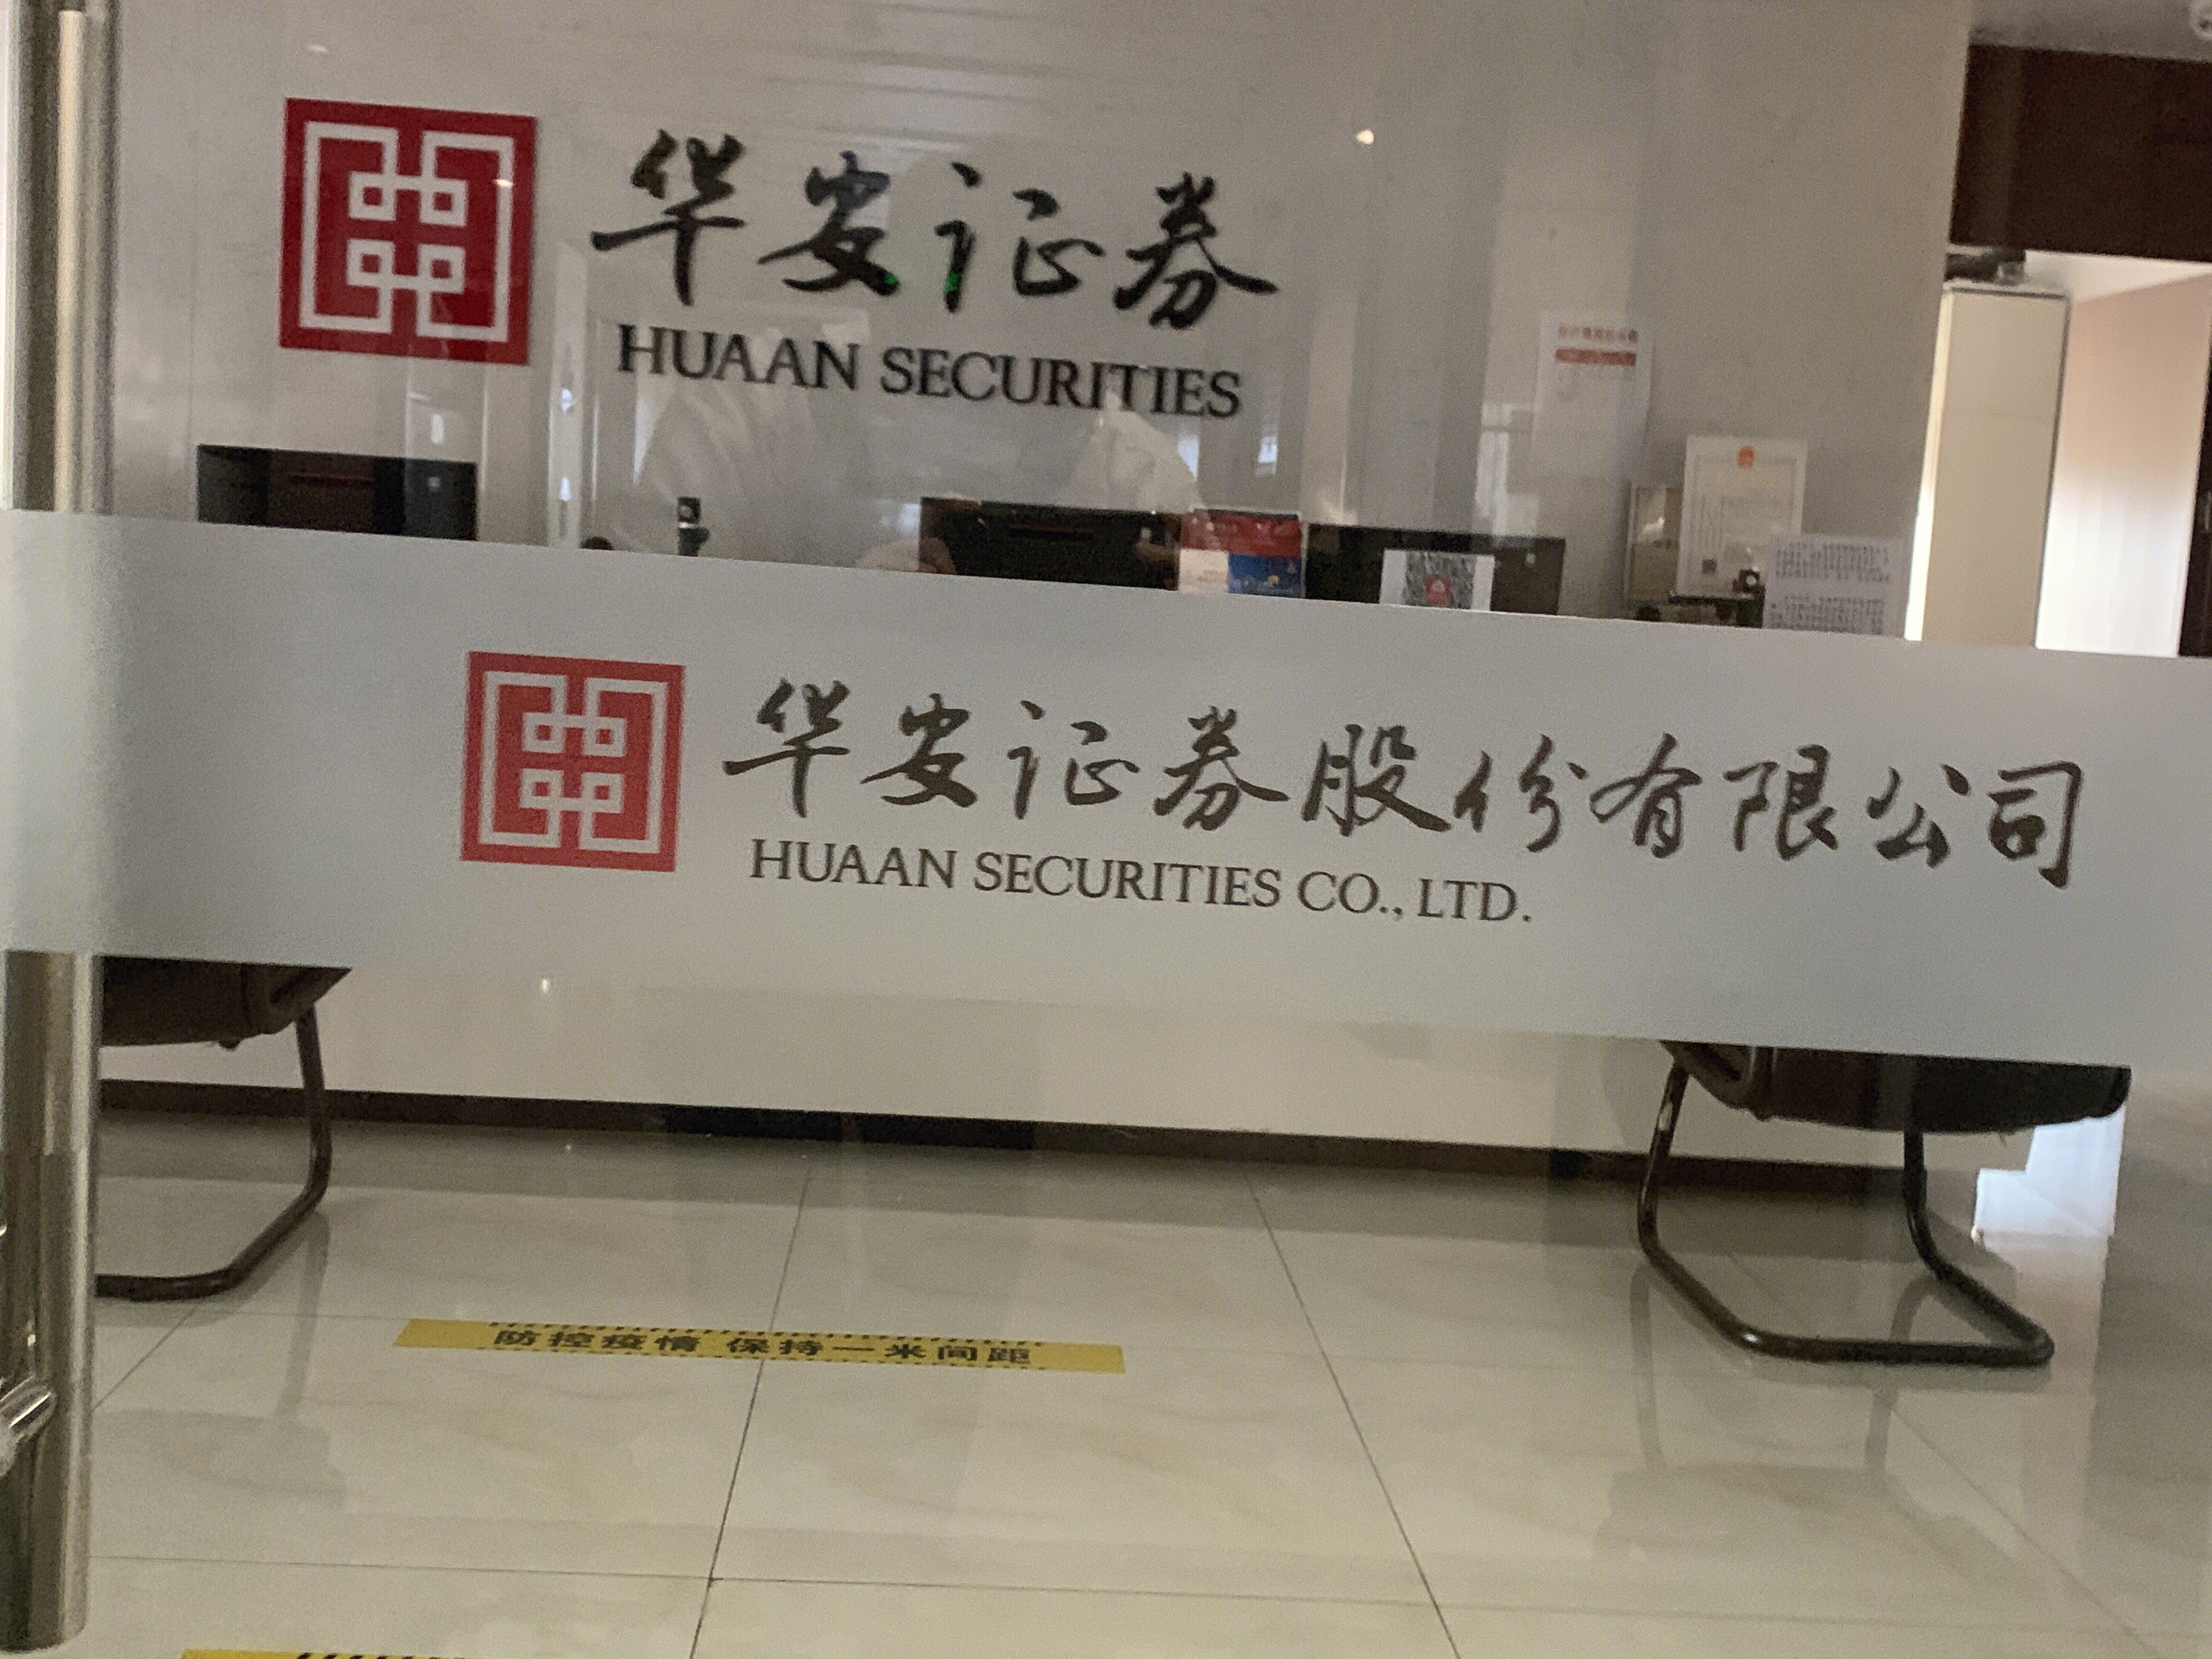 华安证券
HUAAN SECURITIES
华安证券股份有限公司
HUAAN SECURITIES CO., LTD.
防控疫情 保持一米间距